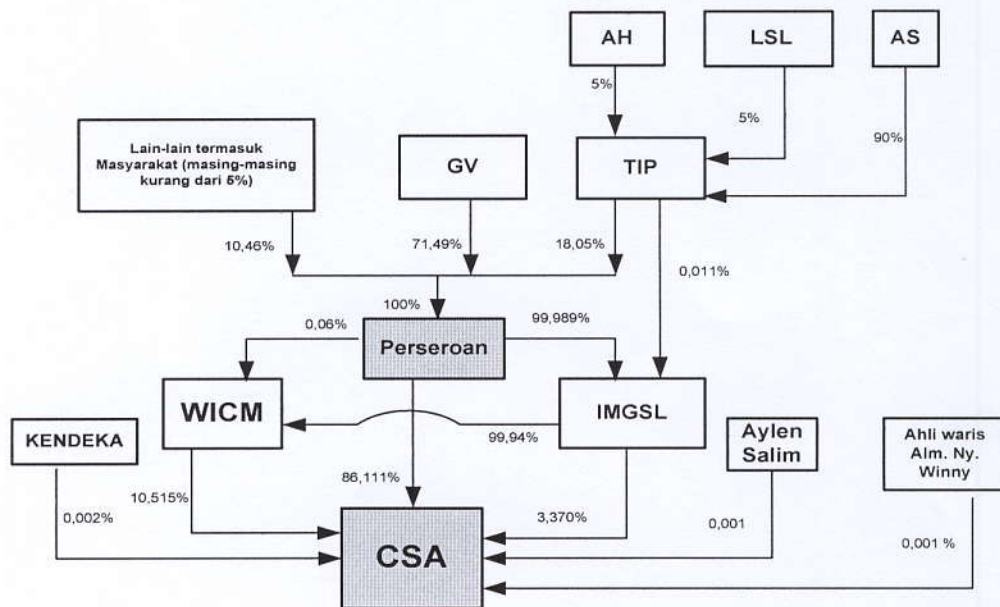 AH
LSL
AS
5%
5%
90%
Lain-lain termasuk
Masyarakat (masing-masing
kurang dari 5%)
GV
TIP
10,46%
71,49%
18,05%
0,011%
100%
0,06%
Perseroan
99,989%
WICM
IMGSL
KENDEKA
99,94%
Aylen
Salim
Ahli waris
Alm. Ny.
Winny
10,515%
86,111%
3,370%
0,002%
0,001
0,001 %
CSA